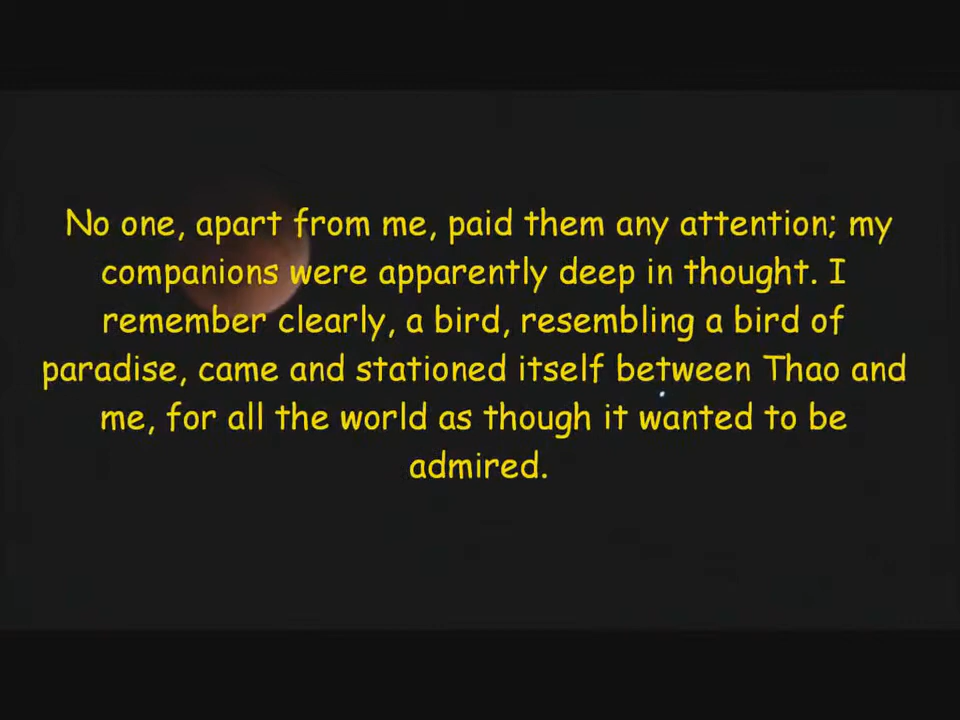 No one, apart from me, paid them any attention; my
companions were apparently deep in thought. I
remember clearly, a bird, resembling a bird of
paradise, came and stationed itself between Thao and
me, for all the world as though it wanted to be
admired.